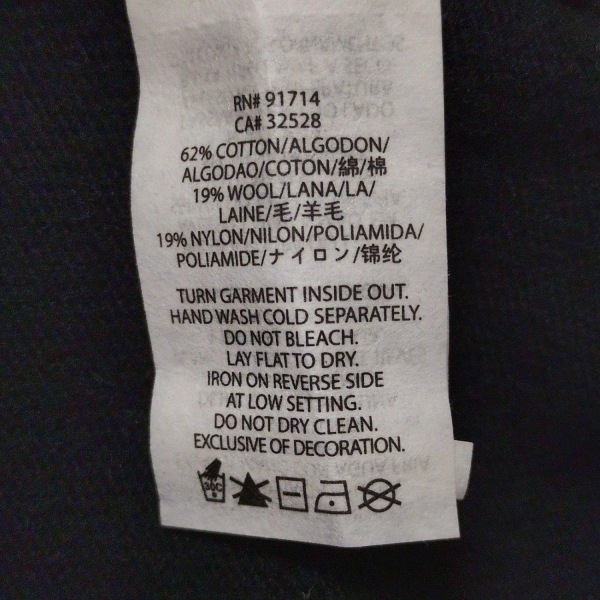 RN# 91714
CA# 32528
62% COTTON/ALGODON/
ALGODAO/COTON/綿/棉
19% WOOL/LANA/LA/
LAINE/毛/羊毛
19% NYLON/NILON/POLIAMIDA/
POLIAMIDE/ナイロン/锦纶
TURN GARMENT INSIDE OUT.
HAND WASH COLD SEPARATELY.
DO NOT BLEACH.
LAY FLAT TO DRY.
IRON ON REVERSE SIDE
AT LOW SETTING.
DO NOT DRY CLEAN.
EXCLUSIVE OF DECORATION.
30C